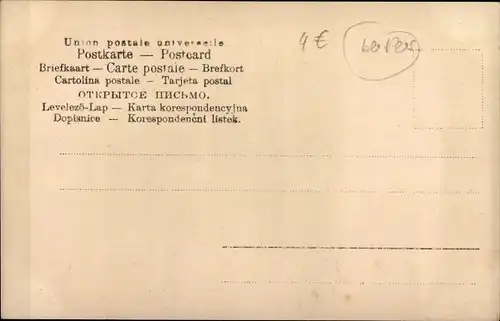 Union postale universelle
Postkarte — Postcard
Briefkaart — Carte postale — Brefkort
Cartolina postale — Tarjeta postal
ОТКРЫТОЕ ПИСЬМО.
Levelező-Lap — Karta korespondencyjna
Dopisnice — Korespondenční lístek.
4 €